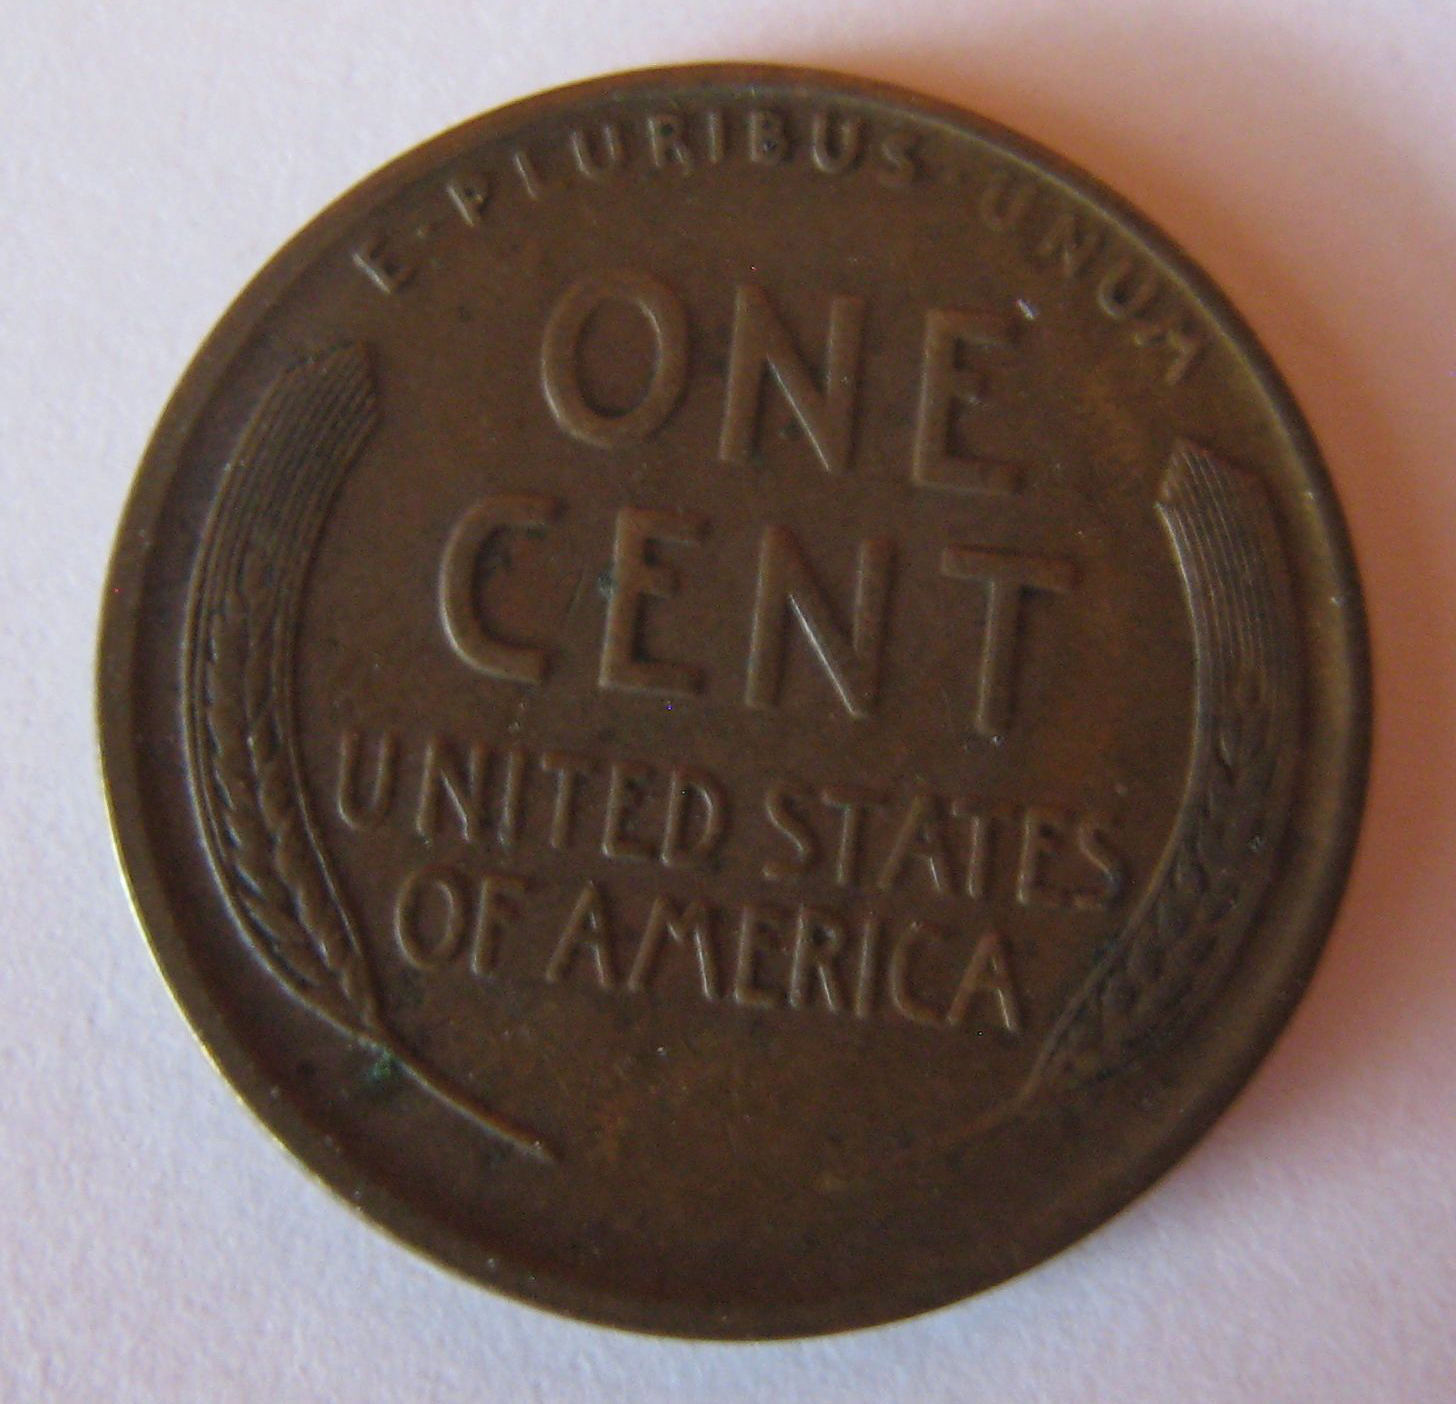 E·PLURIBUS·UNUM
ONE
CENT
UNITED STATES
OF AMERICA